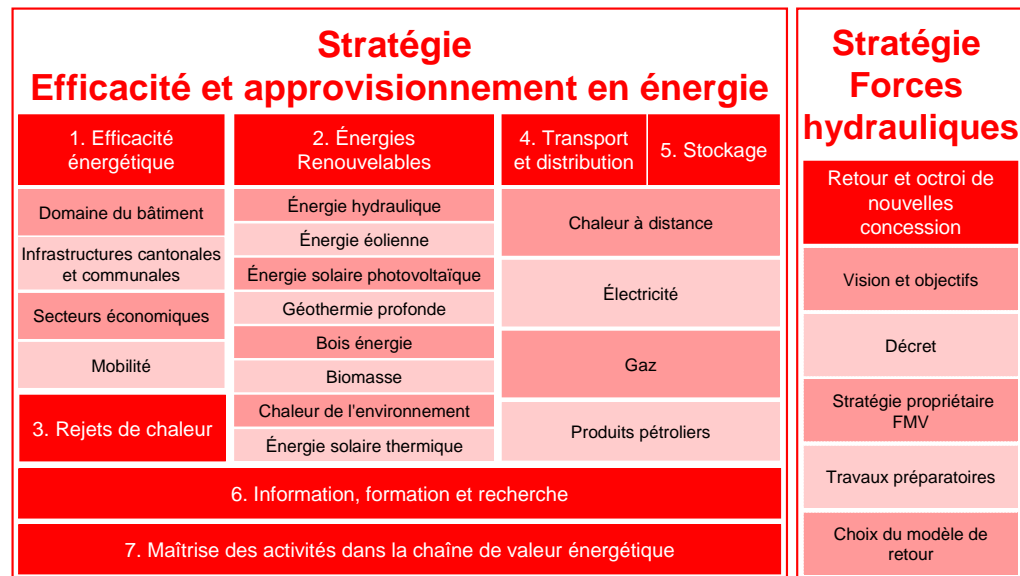 Stratégie
Efficacité et approvisionnement en énergie
1. Efficacité
énergétique
Domaine du bâtiment
Infrastructures cantonales
et communales
Secteurs économiques
Mobilité
3. Rejets de chaleur
2. Énergies
Renouvelables
Énergie hydraulique
Énergie éolienne
Énergie solaire photovoltaïque
Géothermie profonde
Bois énergie
Biomasse
Chaleur de l'environnement
Énergie solaire thermique
4. Transport
et distribution
5. Stockage
Chaleur à distance
Électricité
Gaz
Produits pétroliers
6. Information, formation et recherche
7. Maîtrise des activités dans la chaîne de valeur énergétique
Stratégie
Forces
hydrauliques
Retour et octroi de
nouvelles
concession
Vision et objectifs
Décret
Stratégie propriétaire
FMV
Travaux préparatoires
Choix du modèle de
retour